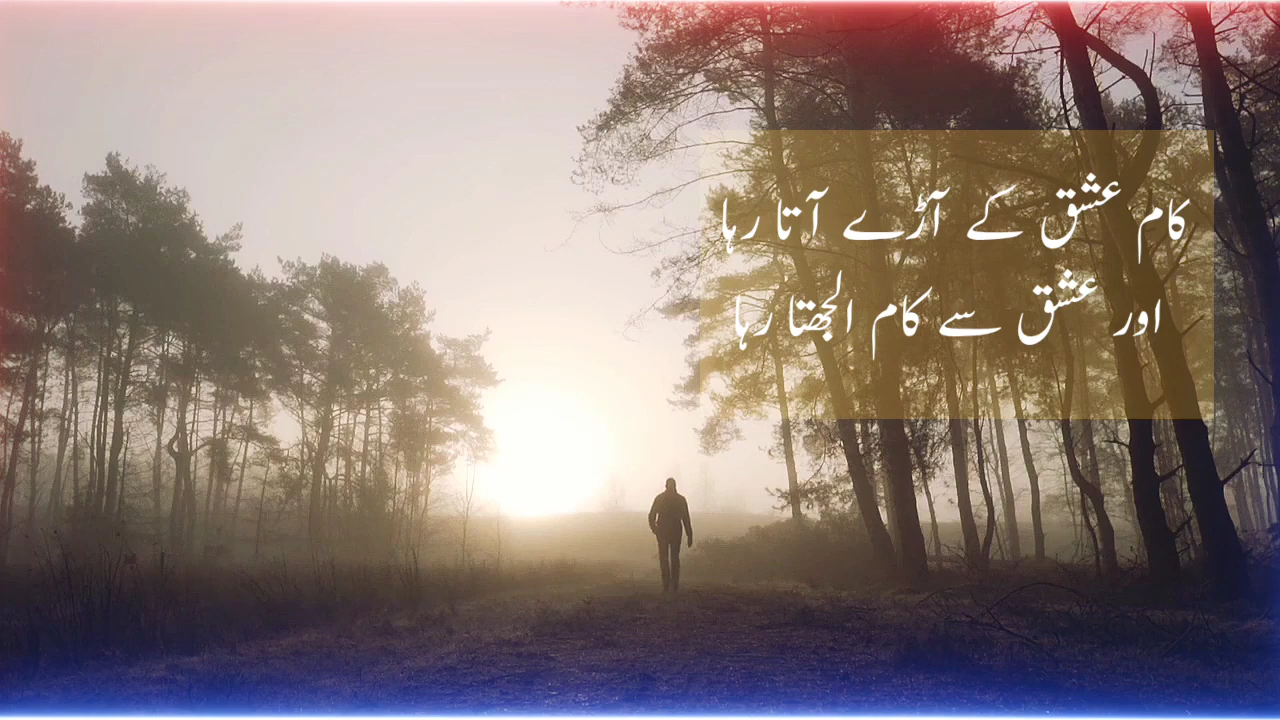 کام عشق کے آڑے آتا رہا
اور عشق سے کام الجھتا رہا